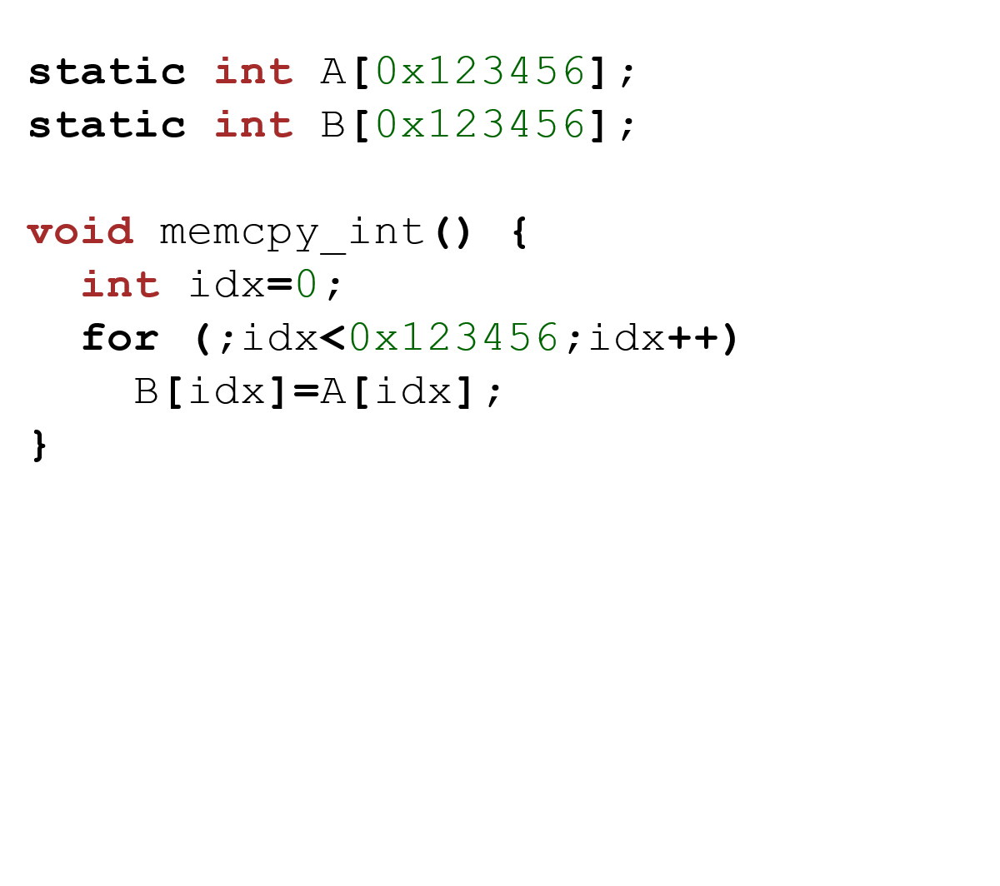 static int A[0x123456];
static int B[0x123456];

void memcpy_int() {
  int idx=0;
  for (;idx<0x123456;idx++)
    B[idx]=A[idx];
}